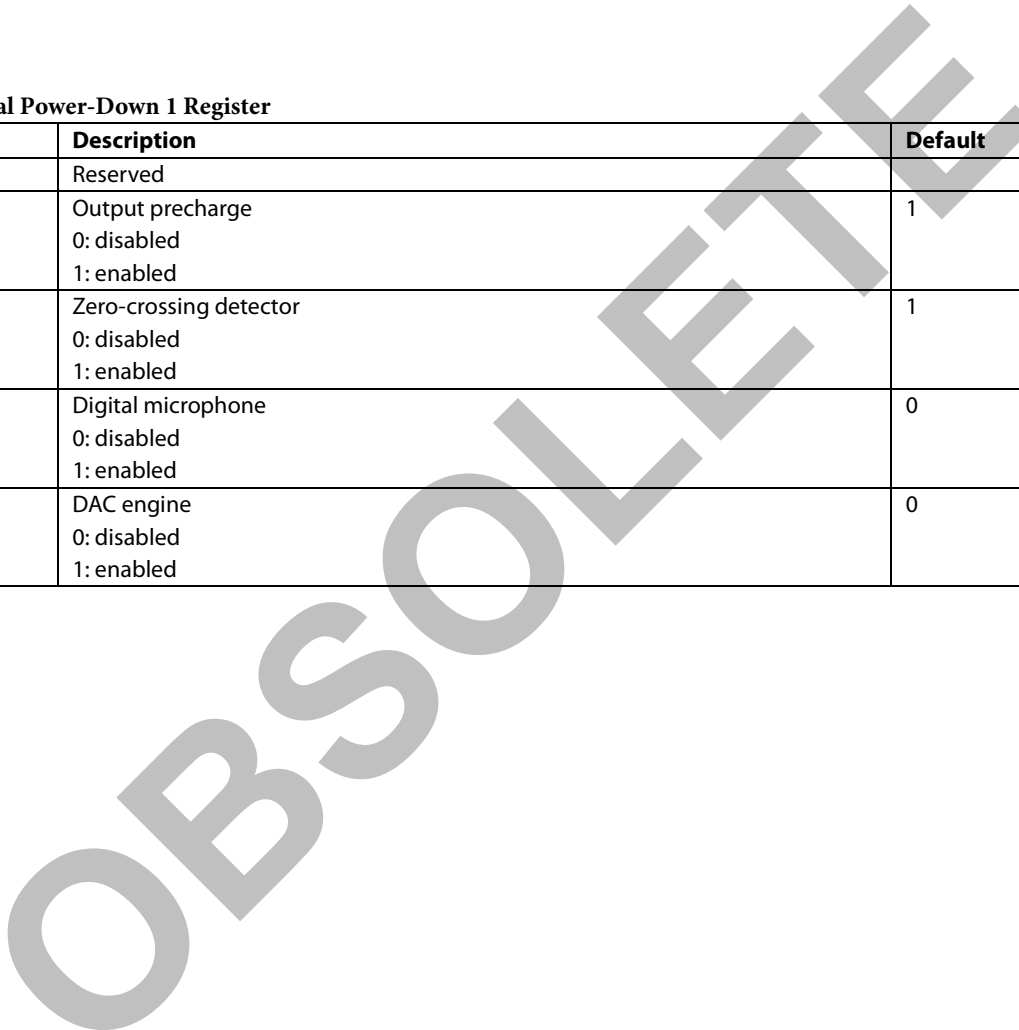 al Power-Down 1 Register
Description Default
Reserved
Output precharge 1
0: disabled
1: enabled
Zero-crossing detector 1
0: disabled
1: enabled
Digital microphone 0
0: disabled
1: enabled
DAC engine 0
0: disabled
1: enabled
OBSOLETE